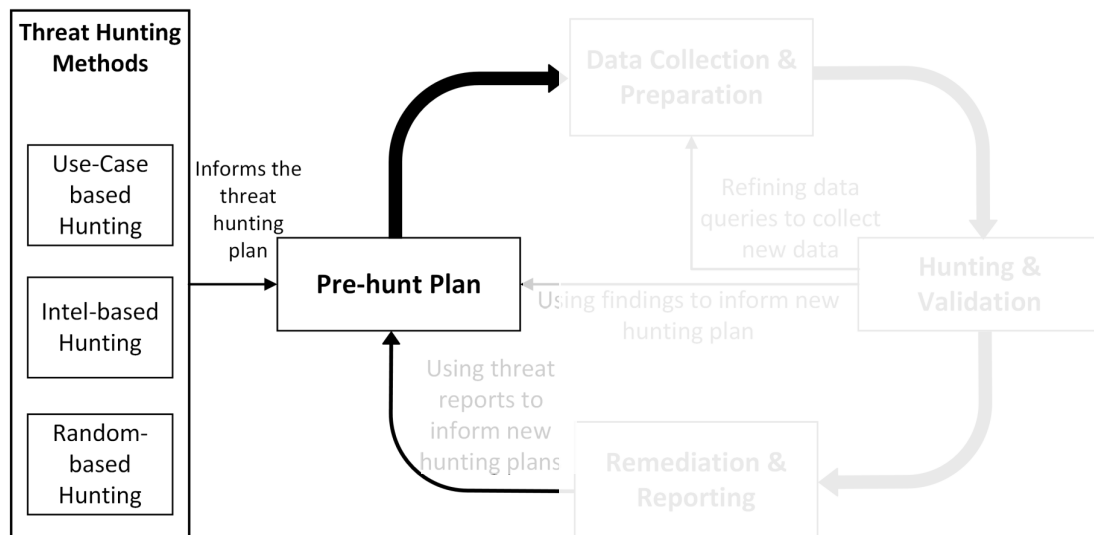 Threat Hunting
Methods
Use-Case
based
Hunting
Intel-based
Hunting
Random-
based
Hunting
Informs the
threat
hunting
plan
Pre-hunt Plan
Data Collection &
Preparation
Refining data
queries to collect
new data
Hunting &
Validation
Using findings to inform new
hunting plan
Using threat
reports to
inform new
hunting plans
Remediation &
Reporting